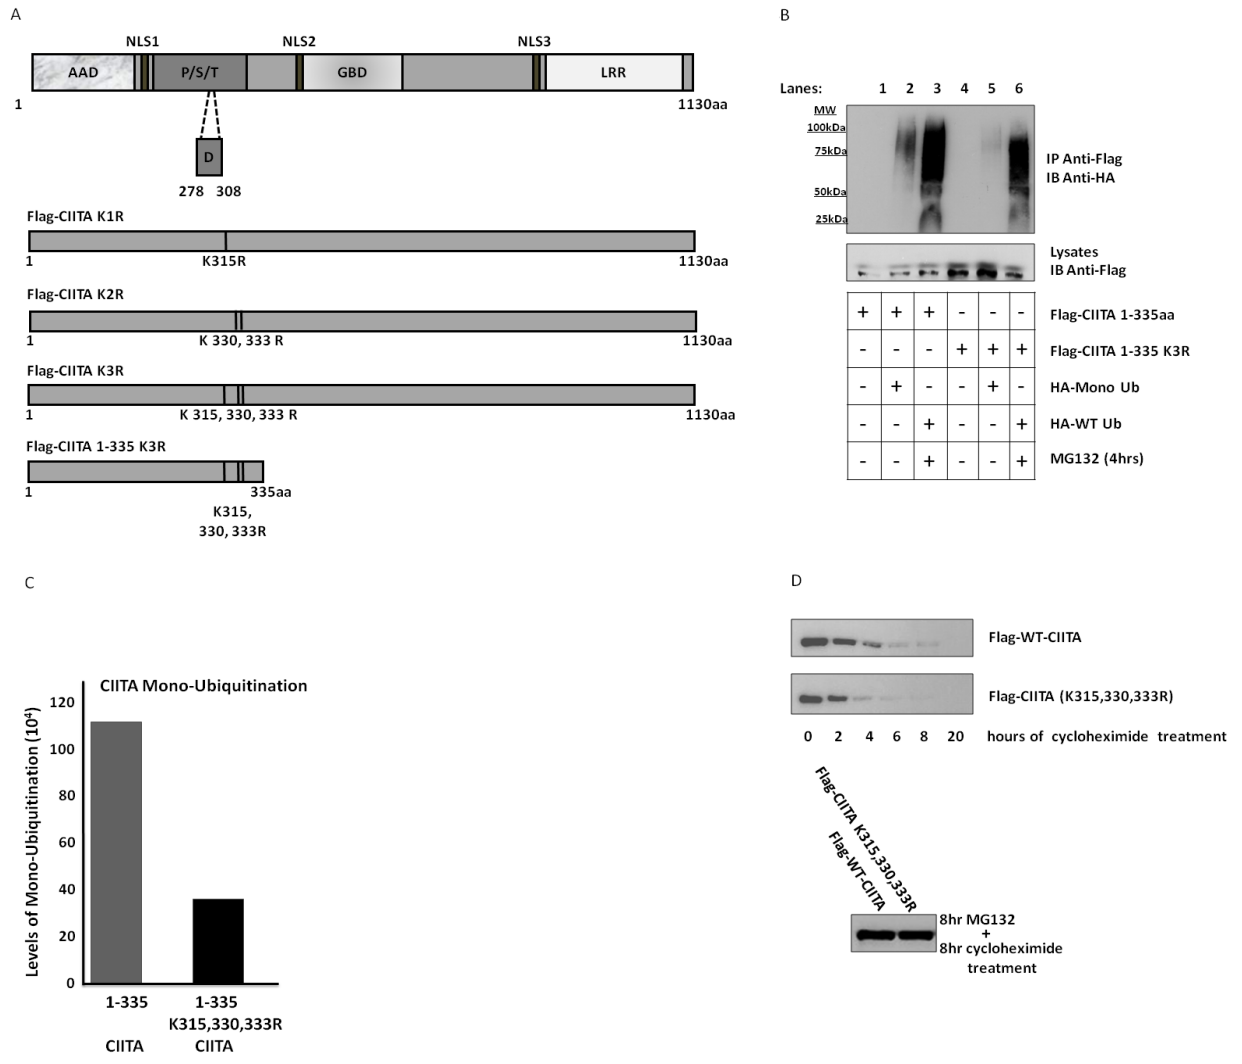 A
NLS1 NLS2 NLS3
AAD P/S/T GBD LRR
1 1130aa
D
278 308
Flag-CIITA K1R
1 K315R 1130aa
Flag-CIITA K2R
1 K 330, 333 R 1130aa
Flag-CIITA K3R
1 K 315, 330, 333 R 1130aa
Flag-CIITA 1-335 K3R
1 335aa
K315,
330, 333R
B
Lanes: 1 2 3 4 5 6
MW
100kDa
75kDa
50kDa
25kDa
IP Anti-Flag
IB Anti-HA
Lysates
IB Anti-Flag
+ + + - - - Flag-CIITA 1-335aa
- - - + + + Flag-CIITA 1-335 K3R
- + - - + - HA-Mono Ub
- - + - - + HA-WT Ub
- - + - - + MG132 (4hrs)
C
CIITA Mono-Ubiquitination
Levels of Mono-Ubiquitination (10⁴)
120
100
80
60
40
20
0
1-335 1-335
K315,330,333R
CIITA CIITA
D
Flag-WT-CIITA
Flag-CIITA (K315,330,333R)
0 2 4 6 8 20 hours of cycloheximide treatment
Flag-CIITA K315,330,333R
Flag-WT-CIITA
8hr MG132
+
8hr cycloheximide
treatment